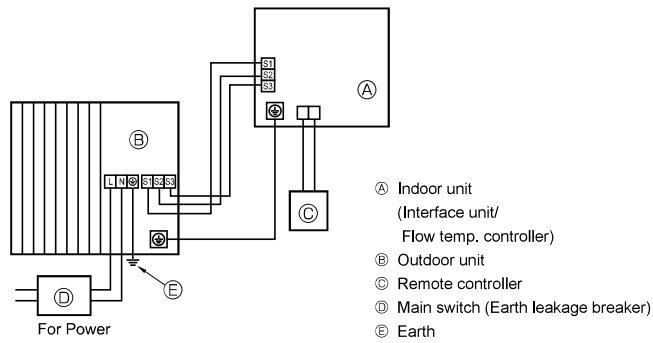 S1
S2
S3
Ⓐ
Ⓑ
L N S1 S2 S3
Ⓒ
Ⓓ
Ⓔ
For Power
Ⓐ Indoor unit
(Interface unit/
Flow temp. controller)
Ⓑ Outdoor unit
Ⓒ Remote controller
Ⓓ Main switch (Earth leakage breaker)
Ⓔ Earth